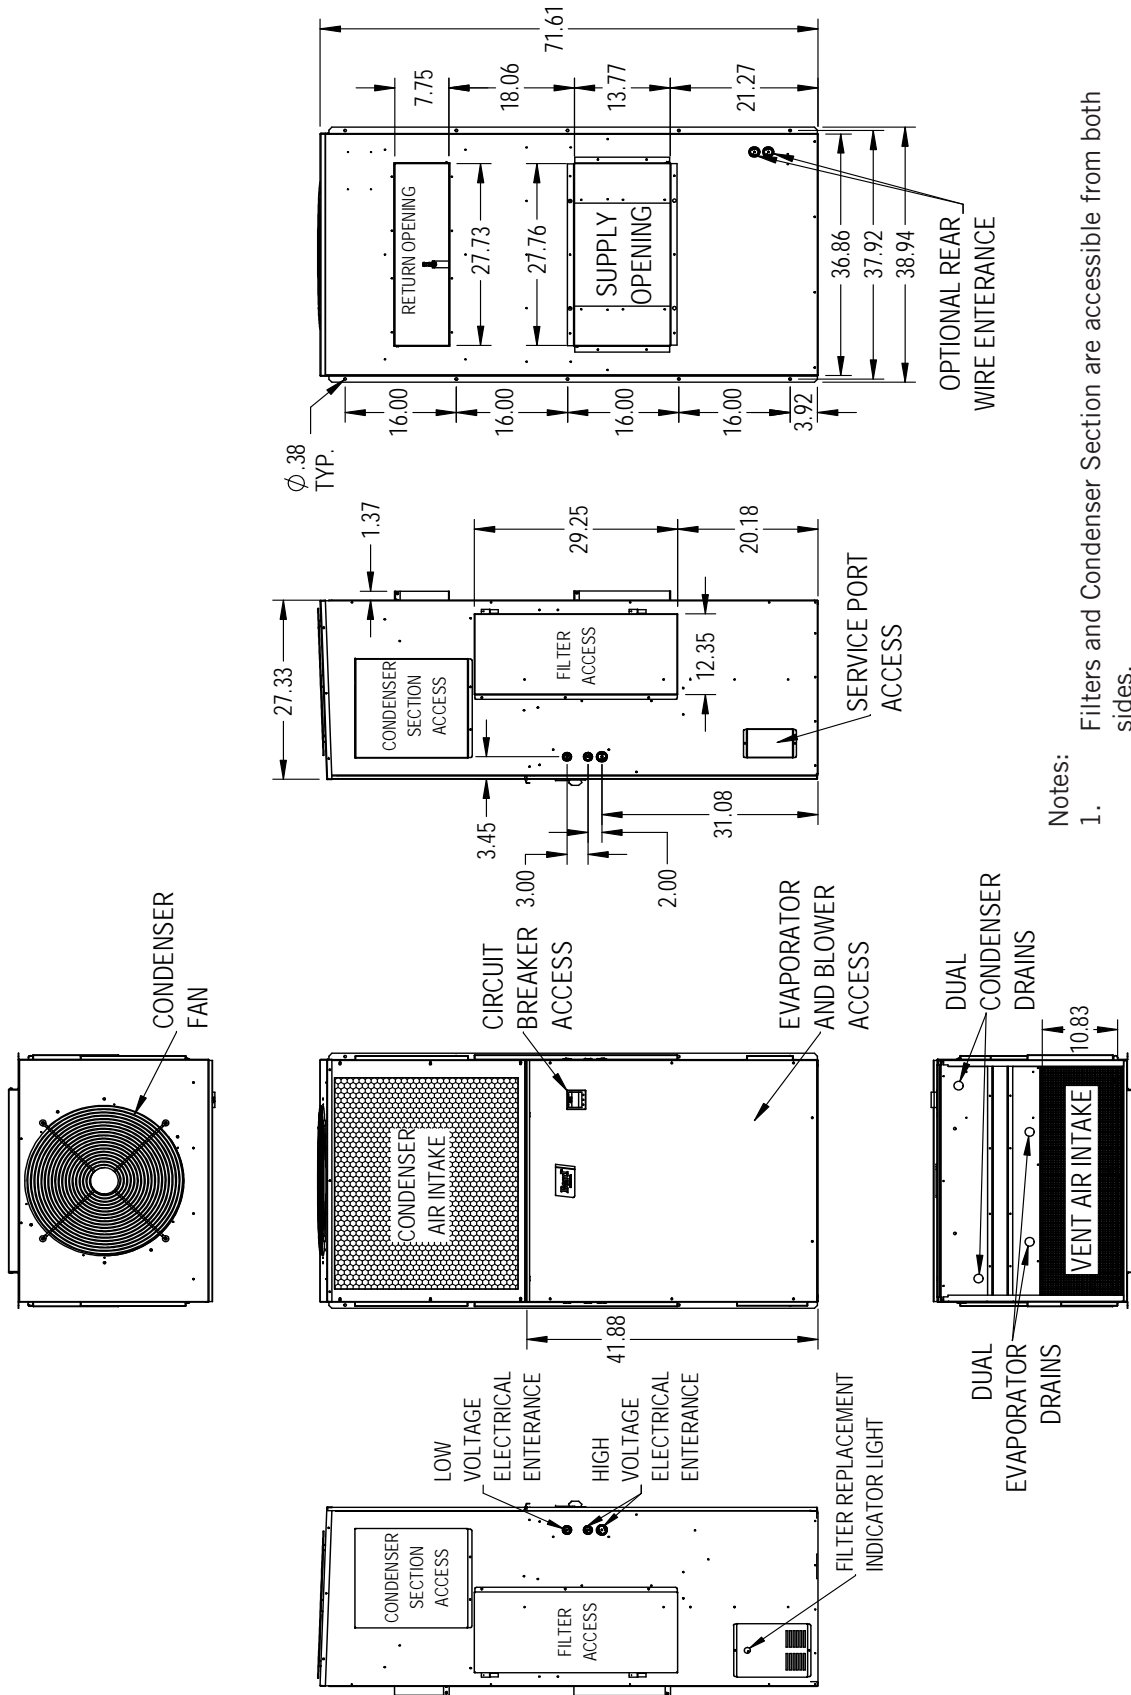 CONDENSER
FAN
CONDENSER
AIR INTAKE
CIRCUIT
BREAKER
ACCESS
EVAPORATOR
AND BLOWER
ACCESS
41.88
LOW
VOLTAGE
ELECTRICAL
ENTERANCE
HIGH
VOLTAGE
ELECTRICAL
ENTERANCE
CONDENSER
SECTION
ACCESS
FILTER
ACCESS
FILTER REPLACEMENT
INDICATOR LIGHT
DUAL
CONDENSER
DRAINS
10.83
VENT AIR INTAKE
DUAL
EVAPORATOR
DRAINS
27.33
1.37
CONDENSER
SECTION
ACCESS
FILTER
ACCESS
29.25
20.18
12.35
3.45
3.00
2.00
31.08
SERVICE PORT
ACCESS
Ø.38
TYP.
71.61
7.75
18.06
13.77
21.27
RETURN OPENING
27.73
27.76
SUPPLY
OPENING
16.00
16.00
16.00
16.00
3.92
36.86
37.92
38.94
OPTIONAL REAR
WIRE ENTERANCE
Notes:
1. Filters and Condenser Section are accessible from both
sides.